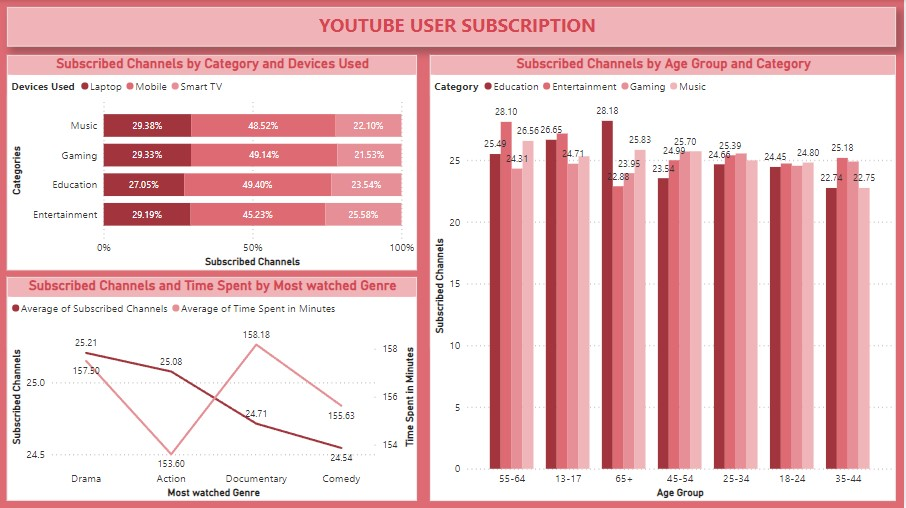 YOUTUBE USER SUBSCRIPTION
Subscribed Channels by Category and Devices Used
Devices Used Laptop Mobile Smart TV
Categories
Music 29.38% 48.52% 22.10%
Gaming 29.33% 49.14% 21.53%
Education 27.05% 49.40% 23.54%
Entertainment 29.19% 45.23% 25.58%
0% 50% 100%
Subscribed Channels
Subscribed Channels and Time Spent by Most watched Genre
Average of Subscribed Channels Average of Time Spent in Minutes
Subscribed Channels
25.0
24.5
25.21
157.50
25.08
153.60
158.18
24.71
155.63
24.54
158
156
154
Time Spent in Minutes
Drama Action Documentary Comedy
Most watched Genre
Subscribed Channels by Age Group and Category
Category Education Entertainment Gaming Music
Subscribed Channels
25
20
15
10
5
0
25.49 28.10 24.31 26.56
26.65 24.71
28.18 22.88 23.95 25.83
23.54 24.99 25.70
24.66 25.39
24.45 24.80
22.74 25.18 22.75
55-64 13-17 65+ 45-54 25-34 18-24 35-44
Age Group